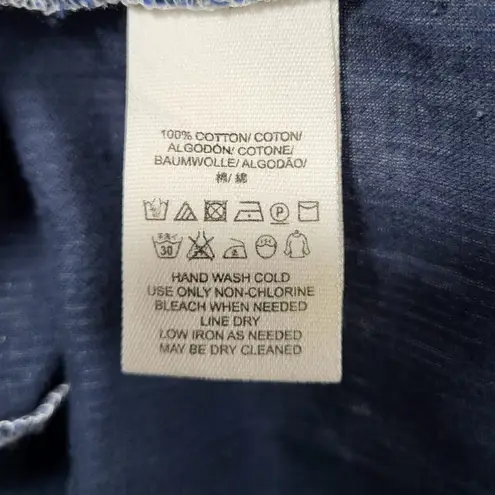 100% COTTON/ COTON/
ALGODÓN/ COTONE/
BAUMWOLLE/ ALGODÃO/
棉/ 綿
P
30
HAND WASH COLD
USE ONLY NON-CHLORINE
BLEACH WHEN NEEDED
LINE DRY
LOW IRON AS NEEDED
MAY BE DRY CLEANED